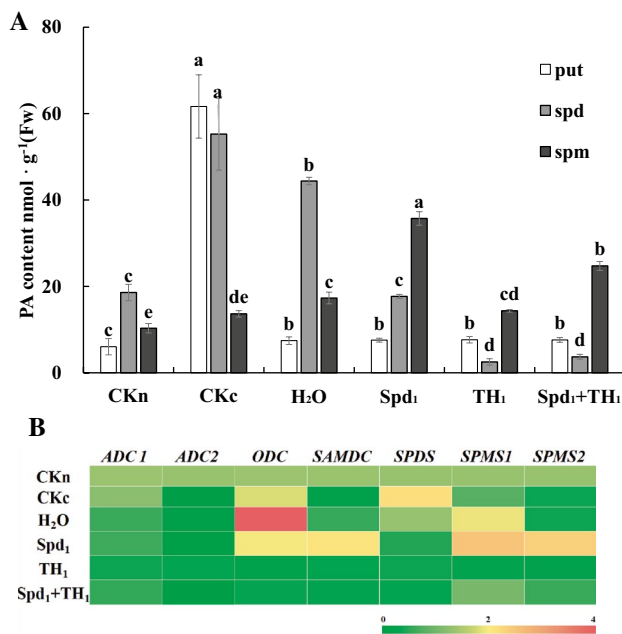 A
80
60
40
20
0
PA content nmol · g⁻¹(Fw)
put
spd
spm
c c e
a a de
b b c
b c a
b d cd
b d b
CKn CKc H₂O Spd₁ TH₁ Spd₁+TH₁
B
ADC 1 ADC2 ODC SAMDC SPDS SPMS1 SPMS2
CKn
CKc
H₂O
Spd₁
TH₁
Spd₁+TH₁
0 2 4